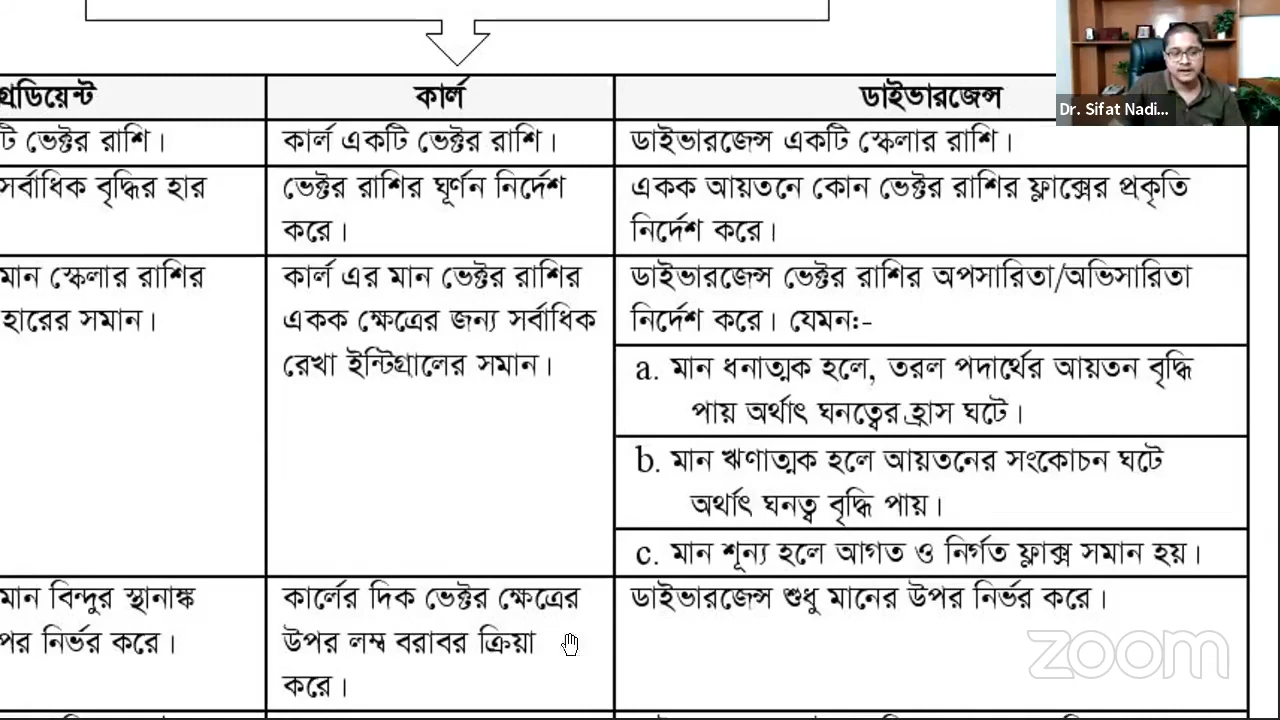 গ্রেডিয়েন্ট
কার্ল
ডাইভারজেন্স
Dr. Sifat Nadi...
টি ভেক্টর রাশি।
কার্ল একটি ভেক্টর রাশি।
ডাইভারজেন্স একটি স্কেলার রাশি।
সর্বাধিক বৃদ্ধির হার
ভেক্টর রাশির ঘূর্ণন নির্দেশ
করে।
একক আয়তনে কোন ভেক্টর রাশির ফ্লাক্সের প্রকৃতি
নির্দেশ করে।
মান স্কেলার রাশির
হারের সমান।
কার্ল এর মান ভেক্টর রাশির
একক ক্ষেত্রের জন্য সর্বাধিক
রেখা ইন্টিগ্রালের সমান।
ডাইভারজেন্স ভেক্টর রাশির অপসারিতা/অভিসারিতা
নির্দেশ করে। যেমনঃ-
a. মান ধনাত্মক হলে, তরল পদার্থের আয়তন বৃদ্ধি
পায় অর্থাৎ ঘনত্বের হ্রাস ঘটে।
b. মান ঋণাত্মক হলে আয়তনের সংকোচন ঘটে
অর্থাৎ ঘনত্ব বৃদ্ধি পায়।
c. মান শূন্য হলে আগত ও নির্গত ফ্লাক্স সমান হয়।
মান বিন্দুর স্থানাঙ্ক
পর নির্ভর করে।
কার্লের দিক ভেক্টর ক্ষেত্রের
উপর লম্ব বরাবর ক্রিয়া
করে।
ডাইভারজেন্স শুধু মানের উপর নির্ভর করে।
zoom